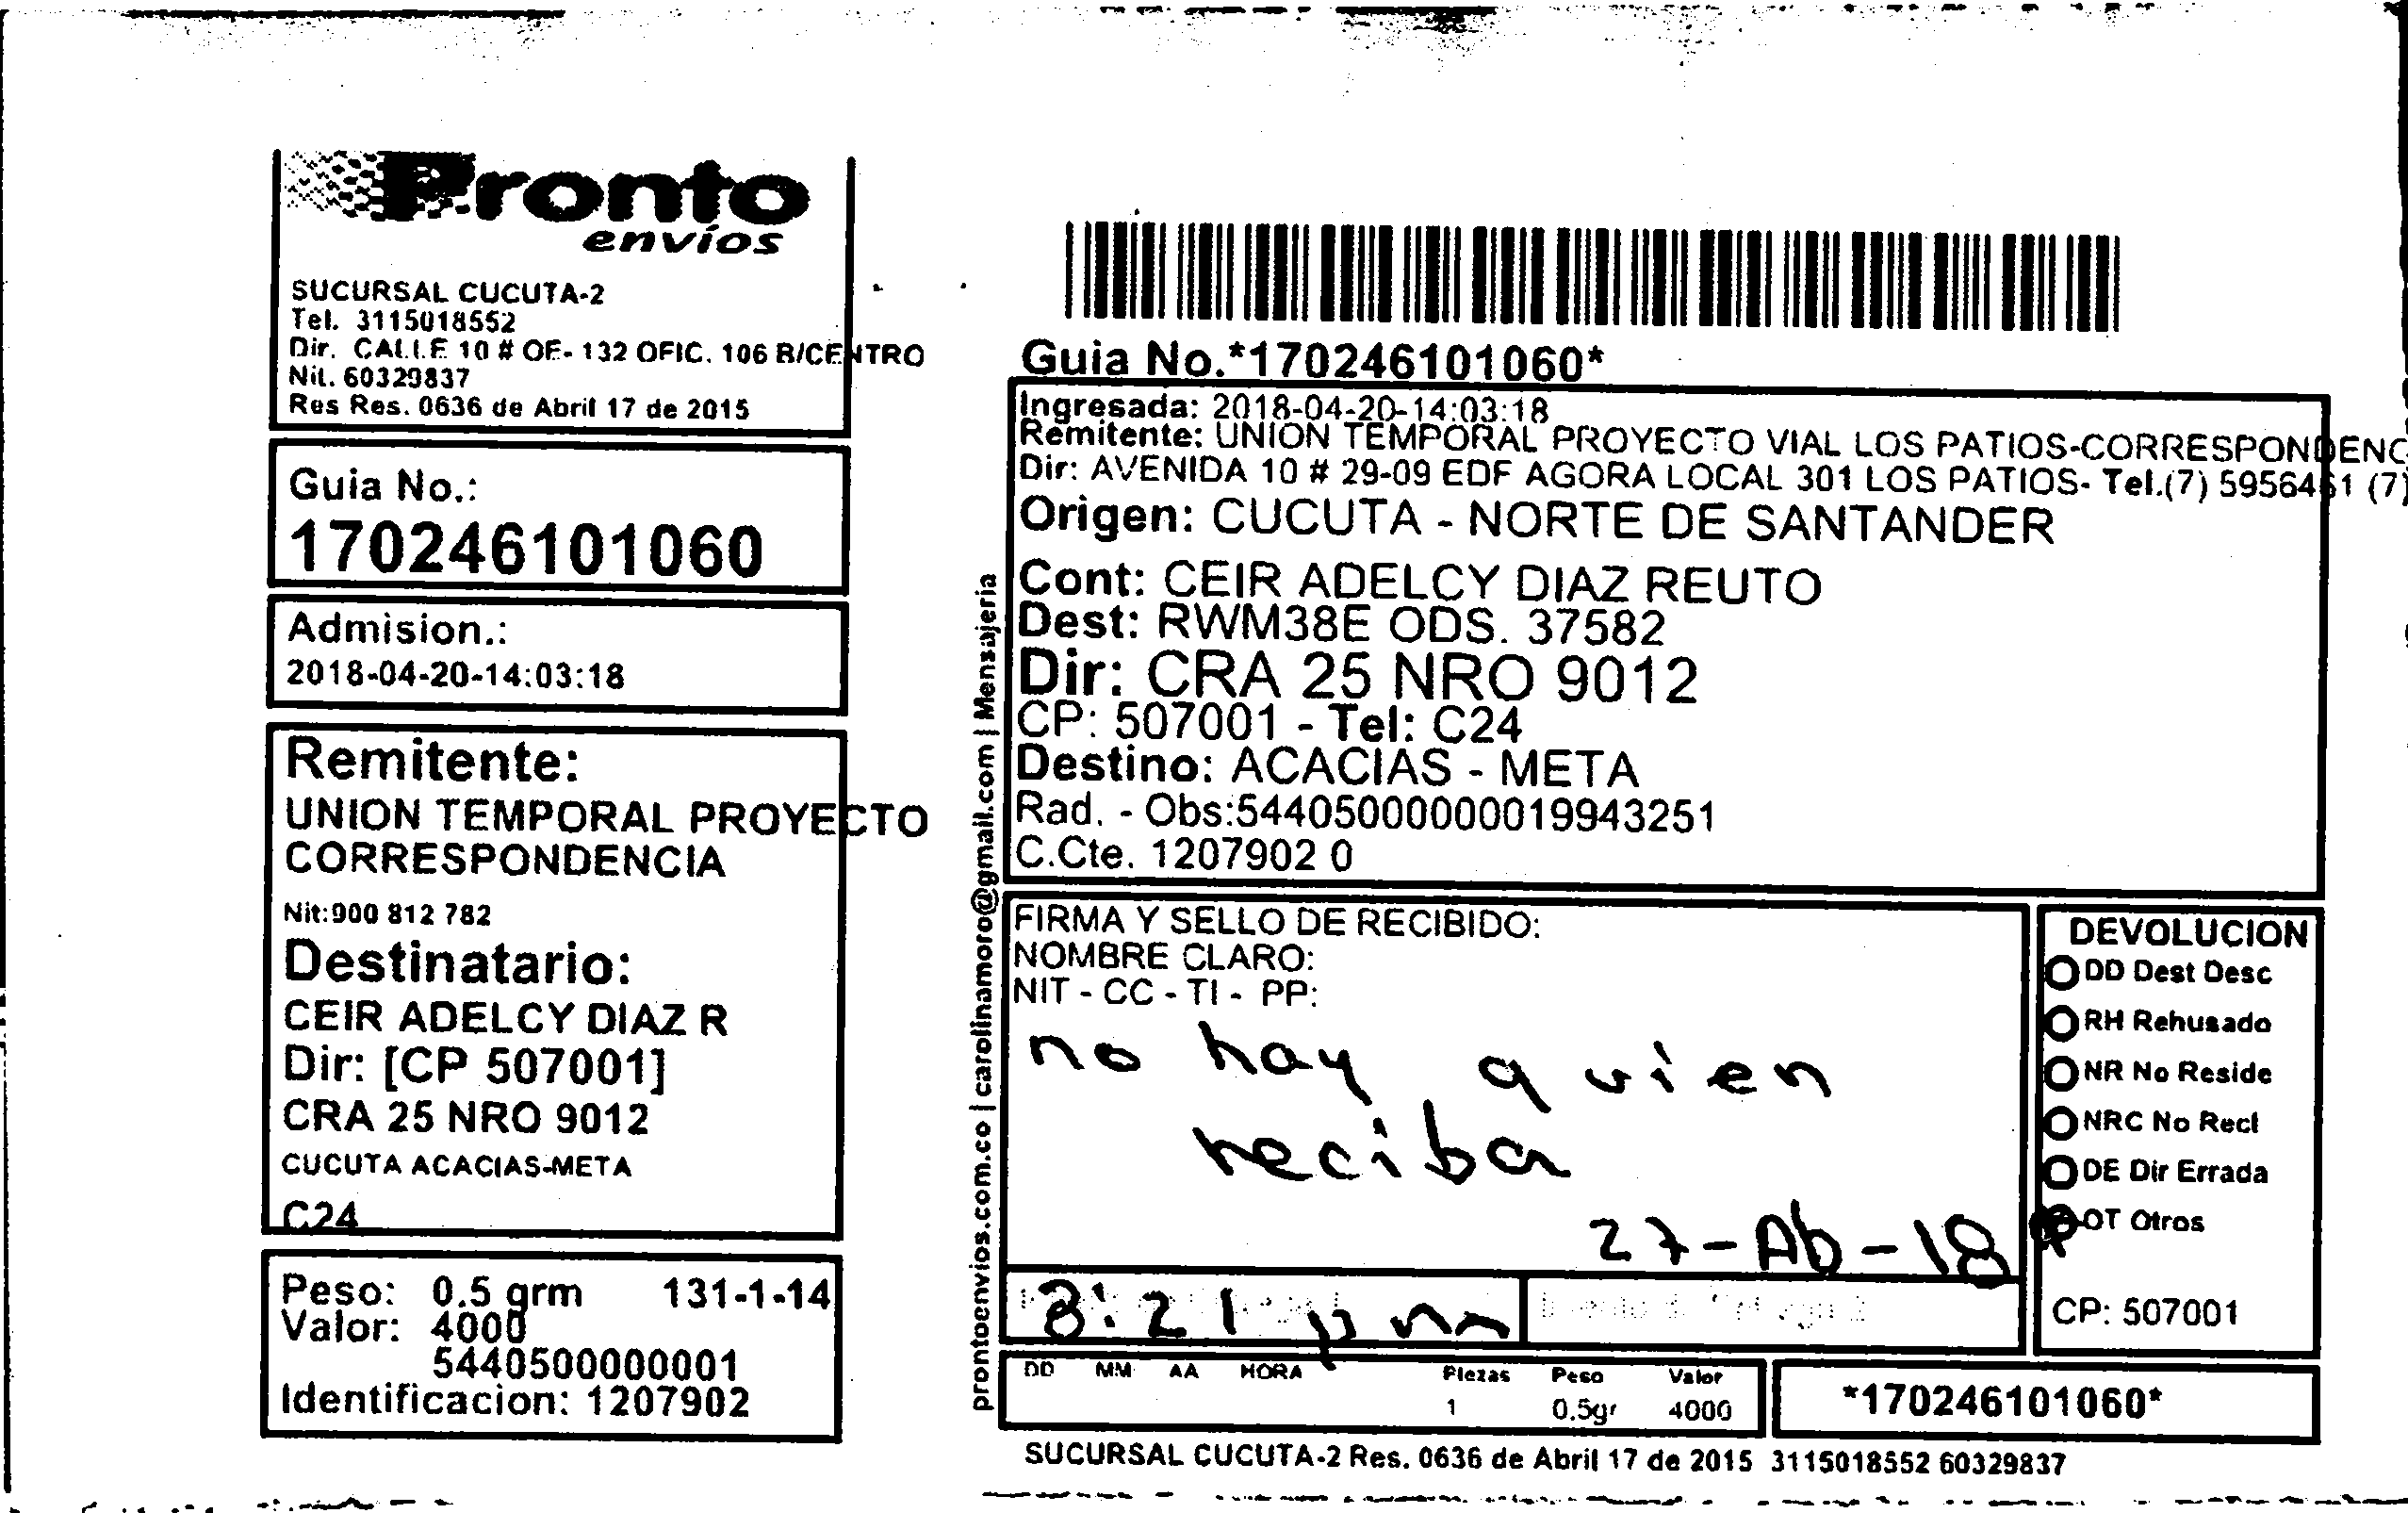 Pronto
envíos
SUCURSAL CUCUTA-2
Tel. 3115018552
Dir. CALLE 10 # OE- 132 OFIC. 106 B/CENTRO
Nit. 60329837
Res Res. 0636 de Abril 17 de 2015
Guia No.:
170246101060
Admision.:
2018-04-20-14:03:18
Remitente:
UNION TEMPORAL PROYECTO
CORRESPONDENCIA
Nit:900 812 782
Destinatario:
CEIR ADELCY DIAZ R
Dir: [CP 507001]
CRA 25 NRO 9012
CUCUTA ACACIAS-META
C24
Peso: 0.5 grm 131-1-14
Valor: 4000
5440500000001
Identificacion: 1207902
prontoenvios.com.co | carolinamoro@gmail.com | Mensajeria
Guia No.*170246101060*
Ingresada: 2018-04-20-14:03:18
Remitente: UNION TEMPORAL PROYECTO VIAL LOS PATIOS-CORRESPONDENC
Dir: AVENIDA 10 # 29-09 EDF AGORA LOCAL 301 LOS PATIOS- Tel.(7) 5956461 (7)
Origen: CUCUTA - NORTE DE SANTANDER
Cont: CEIR ADELCY DIAZ REUTO
Dest: RWM38E ODS. 37582
Dir: CRA 25 NRO 9012
CP: 507001 - Tel: C24
Destino: ACACIAS - META
Rad. - Obs:544050000000019943251
C.Cte. 1207902 0
FIRMA Y SELLO DE RECIBIDO:
NOMBRE CLARO:
NIT - CC - TI - PP:
no hay quien
reciba
27-Ab-18
3:21 pm
DEVOLUCION
DD Dest Desc
RH Rehusado
NR No Reside
NRC No Recl
DE Dir Errada
OT Otros
CP: 507001
DD MM AA HORA Piezas Peso Valor
1 0.5gr 4000
*170246101060*
SUCURSAL CUCUTA-2 Res. 0636 de Abril 17 de 2015 3115018552 60329837